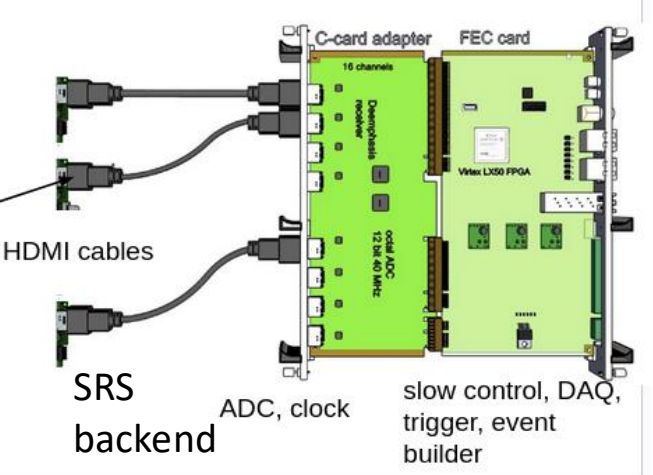 C-card adapter
FEC card
16 channels
Deemphasis
receiver
Virtax LX50 FPGA
octal ADC
12 bit 40 MHz
HDMI cables
SRS
backend
ADC, clock
slow control, DAQ,
trigger, event
builder